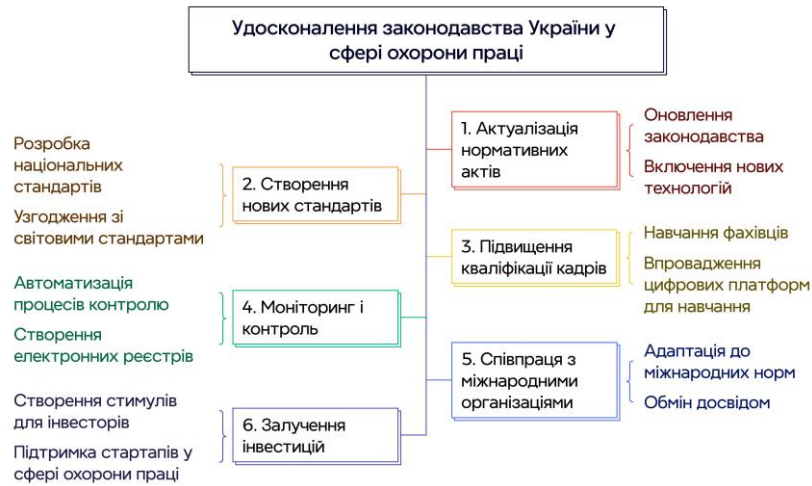 Удосконалення законодавства України у
сфері охорони праці
1. Актуалізація
нормативних
актів
Оновлення
законодавства
Включення нових
технологій
Розробка
національних
стандартів
Узгодження зі
світовими стандартами
2. Створення
нових стандартів
3. Підвищення
кваліфікації кадрів
Навчання фахівців
Впровадження
цифрових платформ
для навчання
Автоматизація
процесів контролю
Створення
електронних реєстрів
4. Моніторинг і
контроль
5. Співпраця з
міжнародними
організаціями
Адаптація до
міжнародних норм
Обмін досвідом
Створення стимулів
для інвесторів
Підтримка стартапів у
сфері охорони праці
6. Залучення
інвестицій